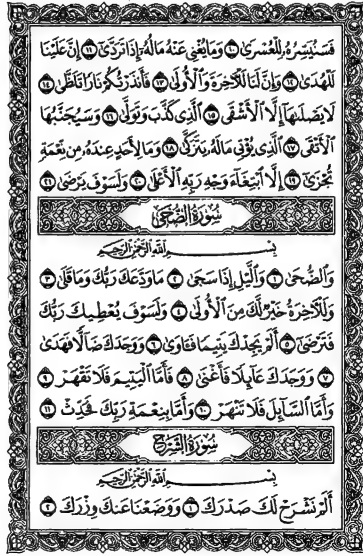 فَسَنُيَسِّرُهُۥ لِلْعُسْرَىٰ ١٠ وَمَا يُغْنِى عَنْهُ مَالُهُۥٓ إِذَا تَرَدَّىٰٓ ١١ إِنَّ عَلَيْنَا
لَلْهُدَىٰ ١٢ وَإِنَّ لَنَا لَلْـَٔاخِرَةَ وَٱلْأُولَىٰ ١٣ فَأَنذَرْتُكُمْ نَارًا تَلَظَّىٰ ١٤
لَا يَصْلَىٰهَآ إِلَّا ٱلْأَشْقَى ١٥ ٱلَّذِى كَذَّبَ وَتَوَلَّىٰ ١٦ وَسَيُجَنَّبُهَا
ٱلْأَتْقَى ١٧ ٱلَّذِى يُؤْتِى مَالَهُۥ يَتَزَكَّىٰ ١٨ وَمَا لِأَحَدٍ عِندَهُۥ مِن نِّعْمَةٍ
تُجْزَىٰٓ ١٩ إِلَّا ٱبْتِغَآءَ وَجْهِ رَبِّهِ ٱلْأَعْلَىٰ ٢٠ وَلَسَوْفَ يَرْضَىٰ ٢١
سُورَةُ الضُّحَىٰ
بِسْمِ ٱللَّهِ ٱلرَّحْمَٰنِ ٱلرَّحِيمِ
وَٱلضُّحَىٰ ١ وَٱلَّيْلِ إِذَا سَجَىٰ ٢ مَا وَدَّعَكَ رَبُّكَ وَمَا قَلَىٰ ٣
وَلَلْـَٔاخِرَةُ خَيْرٌ لَّكَ مِنَ ٱلْأُولَىٰ ٤ وَلَسَوْفَ يُعْطِيكَ رَبُّكَ
فَتَرْضَىٰٓ ٥ أَلَمْ يَجِدْكَ يَتِيمًا فَـَٔاوَىٰ ٦ وَوَجَدَكَ ضَآلًّا فَهَدَىٰ
٧ وَوَجَدَكَ عَآئِلًا فَأَغْنَىٰ ٨ فَأَمَّا ٱلْيَتِيمَ فَلَا تَقْهَرْ ٩
وَأَمَّا ٱلسَّآئِلَ فَلَا تَنْهَرْ ١٠ وَأَمَّا بِنِعْمَةِ رَبِّكَ فَحَدِّثْ ١١
سُورَةُ الشَّرْحِ
بِسْمِ ٱللَّهِ ٱلرَّحْمَٰنِ ٱلرَّحِيمِ
أَلَمْ نَشْرَحْ لَكَ صَدْرَكَ ١ وَوَضَعْنَا عَنكَ وِزْرَكَ ٢